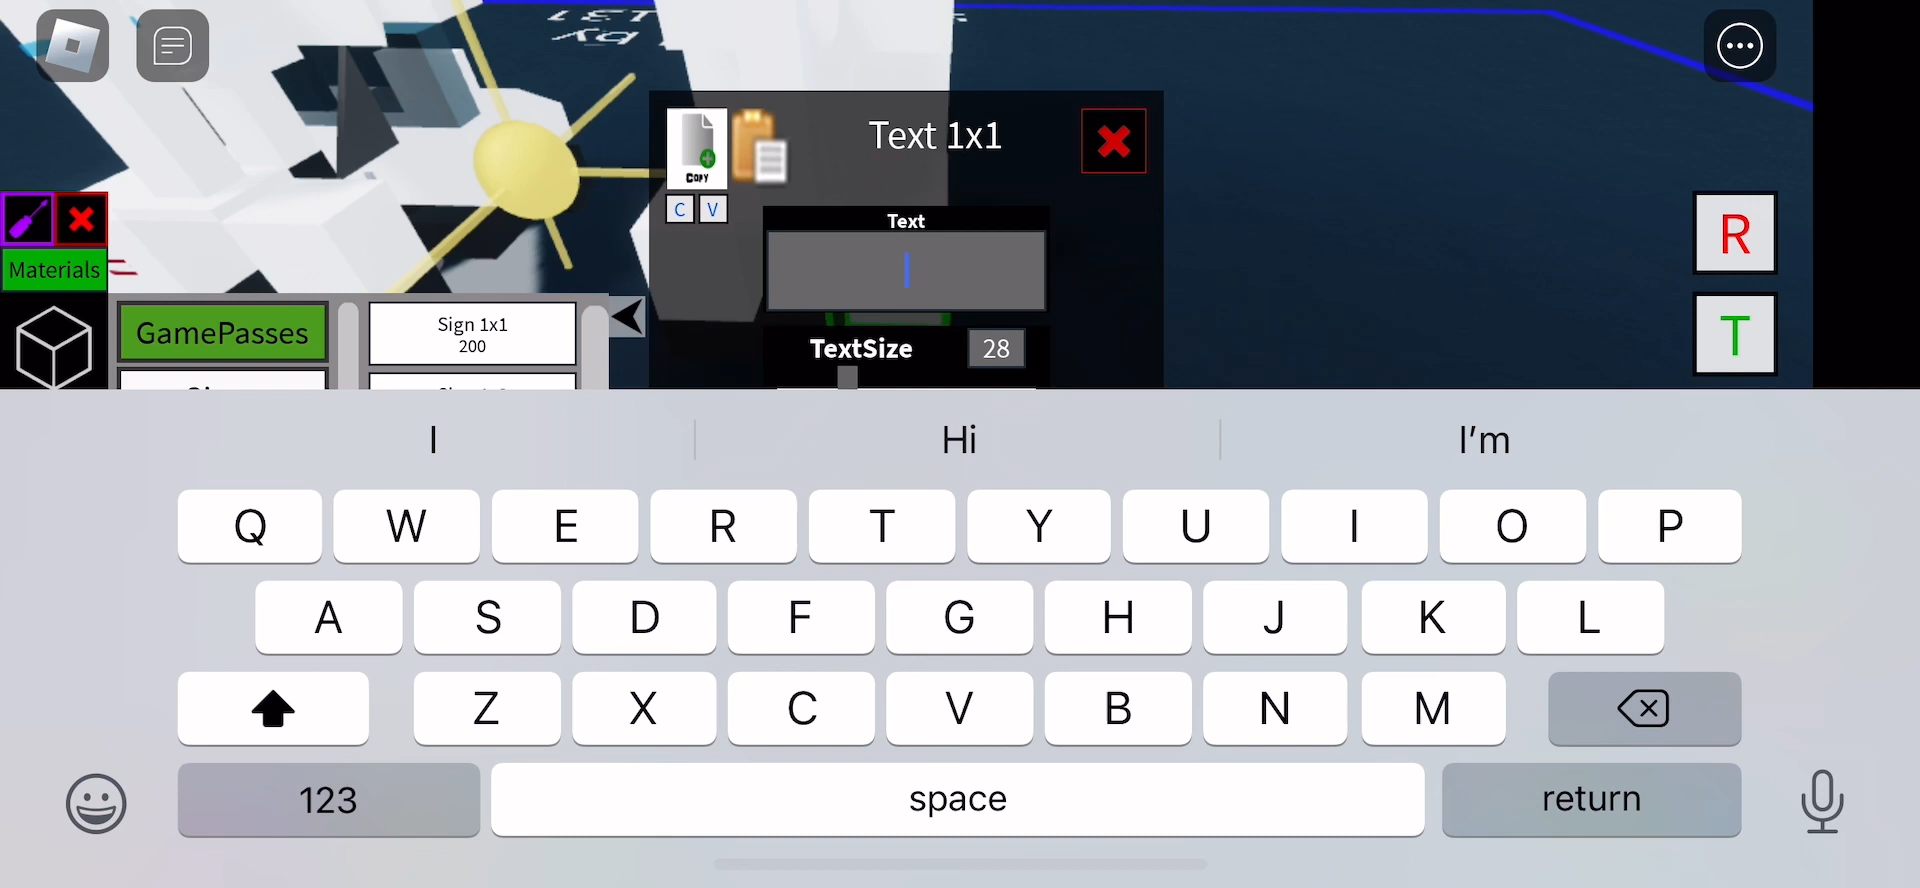 Text 1x1
Copy
C V
Text
Materials
GamePasses
Sign 1x1
200
TextSize 28
R
T
I Hi I’m
Q W E R T Y U I O P
A S D F G H J K L
Z X C V B N M
123 space return